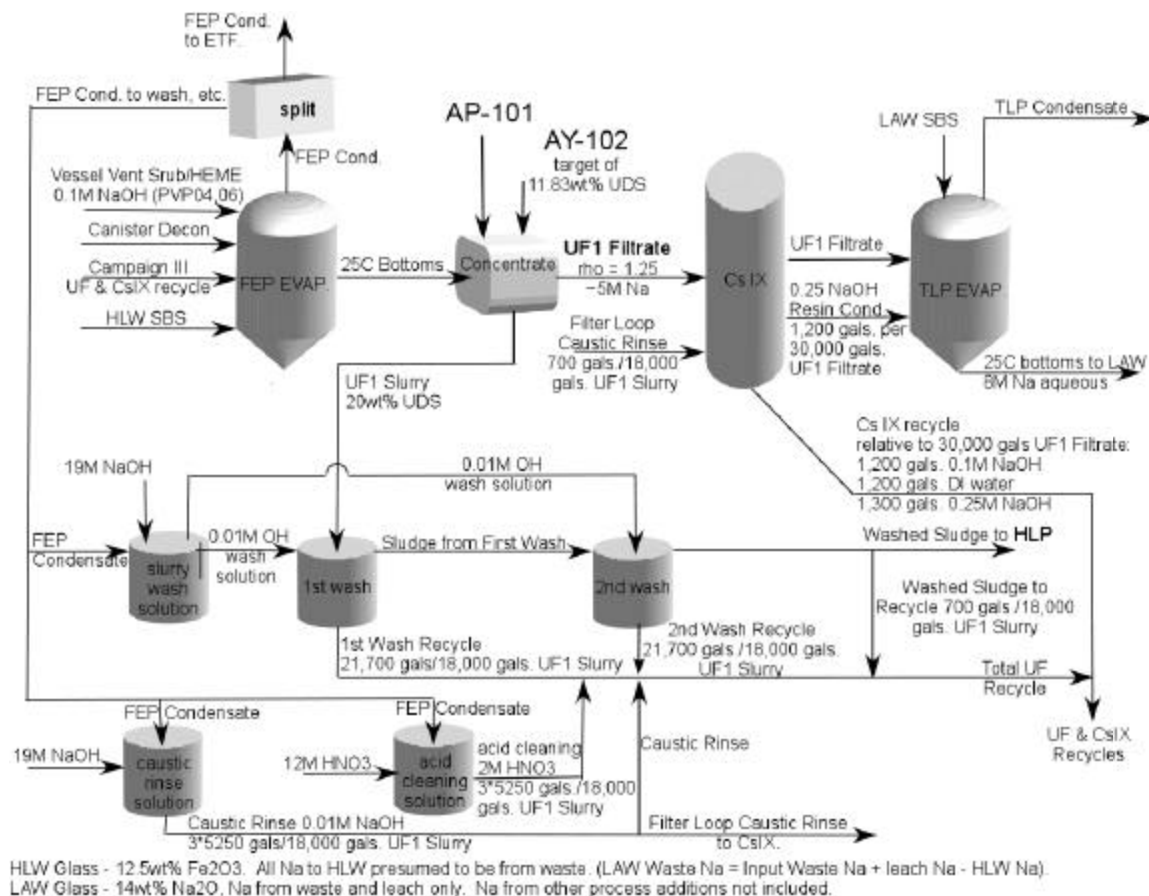 FEP Cond.
to ETF.
FEP Cond. to wash, etc.
split
FEP Cond.
AP-101
AY-102
target of
11.83wt% UDS
LAW SBS
TLP Condensate
Vessel Vent Srub/HEME
0.1M NaOH (PVP04,06)
Canister Decon
Campaign III
UF & CsIX recycle
HLW SBS
FEP EVAP.
25C Bottoms
Concentrate
UF1 Filtrate
rho = 1.25
~5M Na
Cs IX
UF1 Filtrate
0.25 NaOH
Resin Cond.
1,200 gals. per
30,000 gals.
UF1 Filtrate
TLP EVAP.
25C bottoms to LAW
8M Na aqueous
Filter Loop
Caustic Rinse
700 gals./18,000
gals. UF1 Slurry
UF1 Slurry
20wt% UDS
Cs IX recycle
relative to 30,000 gals UF1 Filtrate:
1,200 gals. 0.1M NaOH
1,200 gals. DI water
1,300 gals. 0.25M NaOH
19M NaOH
0.01M OH
wash solution
FEP
Condensate
slurry
wash
solution
0.01M OH
wash
solution
1st wash
Sludge from First Wash
2nd wash
Washed Sludge to HLP
Washed Sludge to
Recycle 700 gals /18,000
gals. UF1 Slurry
1st Wash Recycle
21,700 gals/18,000 gals. UF1 Slurry
2nd Wash Recycle
21,700 gals/18,000 gals.
UF1 Slurry
Total UF
Recycle
UF & CsIX
Recycles
FEP Condensate
FEP Condensate
19M NaOH
caustic
rinse
solution
12M HNO3
acid
cleaning
solution
acid cleaning
2M HNO3
3*5250 gals./18,000
gals. UF1 Slurry
Caustic Rinse
Caustic Rinse 0.01M NaOH
3*5250 gals/18,000 gals. UF1 Slurry
Filter Loop Caustic Rinse
to CsIX.
HLW Glass - 12.5wt% Fe2O3. All Na to HLW presumed to be from waste. (LAW Waste Na = Input Waste Na + leach Na - HLW Na).
LAW Glass - 14wt% Na2O, Na from waste and leach only. Na from other process additions not included.